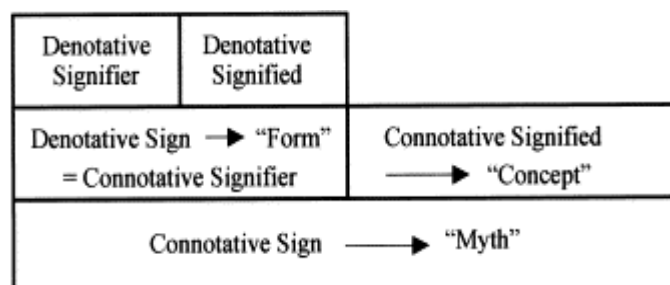 Denotative
Signifier
Denotative
Signified
Denotative Sign → “Form”
= Connotative Signifier
Connotative Signified
→ “Concept”
Connotative Sign → “Myth”